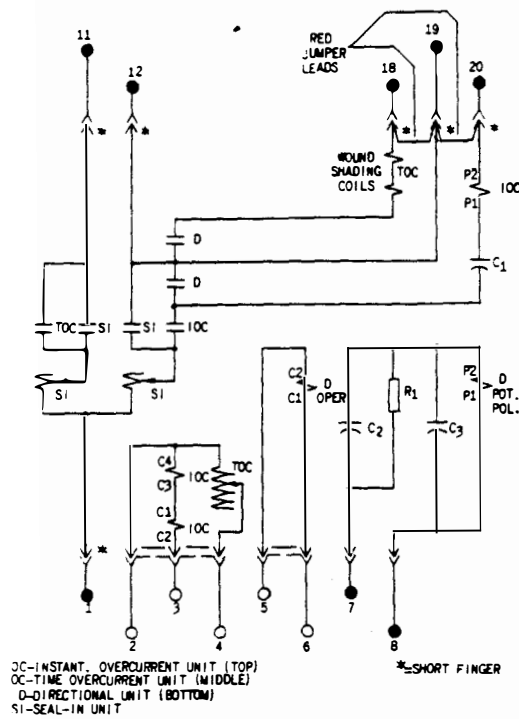 11
12
RED
JUMPER
LEADS
18
19
20
*
*
*
*
*
WOUND
SHADING
COILS
TOC
P2
P1
IOC
D
D
C1
TOC
SI
SI
IOC
SI
SI
C4
C3
IOC
TOC
C1
C2
IOC
C2
C1
D
OPER
C2
R1
C3
P2
P1
D
POT.
POL.
*
1
2
3
4
5
6
7
8
OC-INSTANT. OVERCURRENT UNIT (TOP)
OC-TIME OVERCURRENT UNIT (MIDDLE)
D-DIRECTIONAL UNIT (BOTTOM)
SI-SEAL-IN UNIT
*=SHORT FINGER